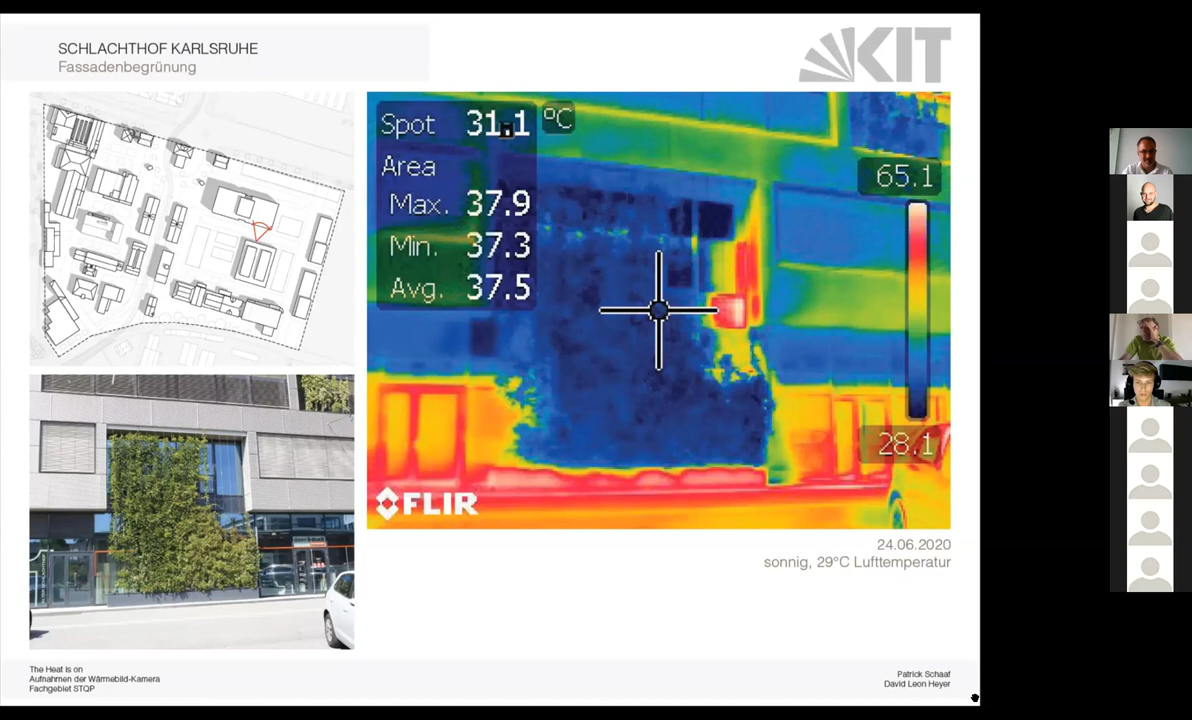 SCHLACHTHOF KARLSRUHE
Fassadenbegrünung
KIT
Spot 31.1 °C
Area
Max. 37.9
Min. 37.3
Avg. 37.5
65.1
28.1
FLIR
24.06.2020
sonnig, 29°C Lufttemperatur
The Heat is on
Aufnahmen der Wärmebild-Kamera
Fachgebiet STQP
Patrick Schaaf
David Leon Heyer